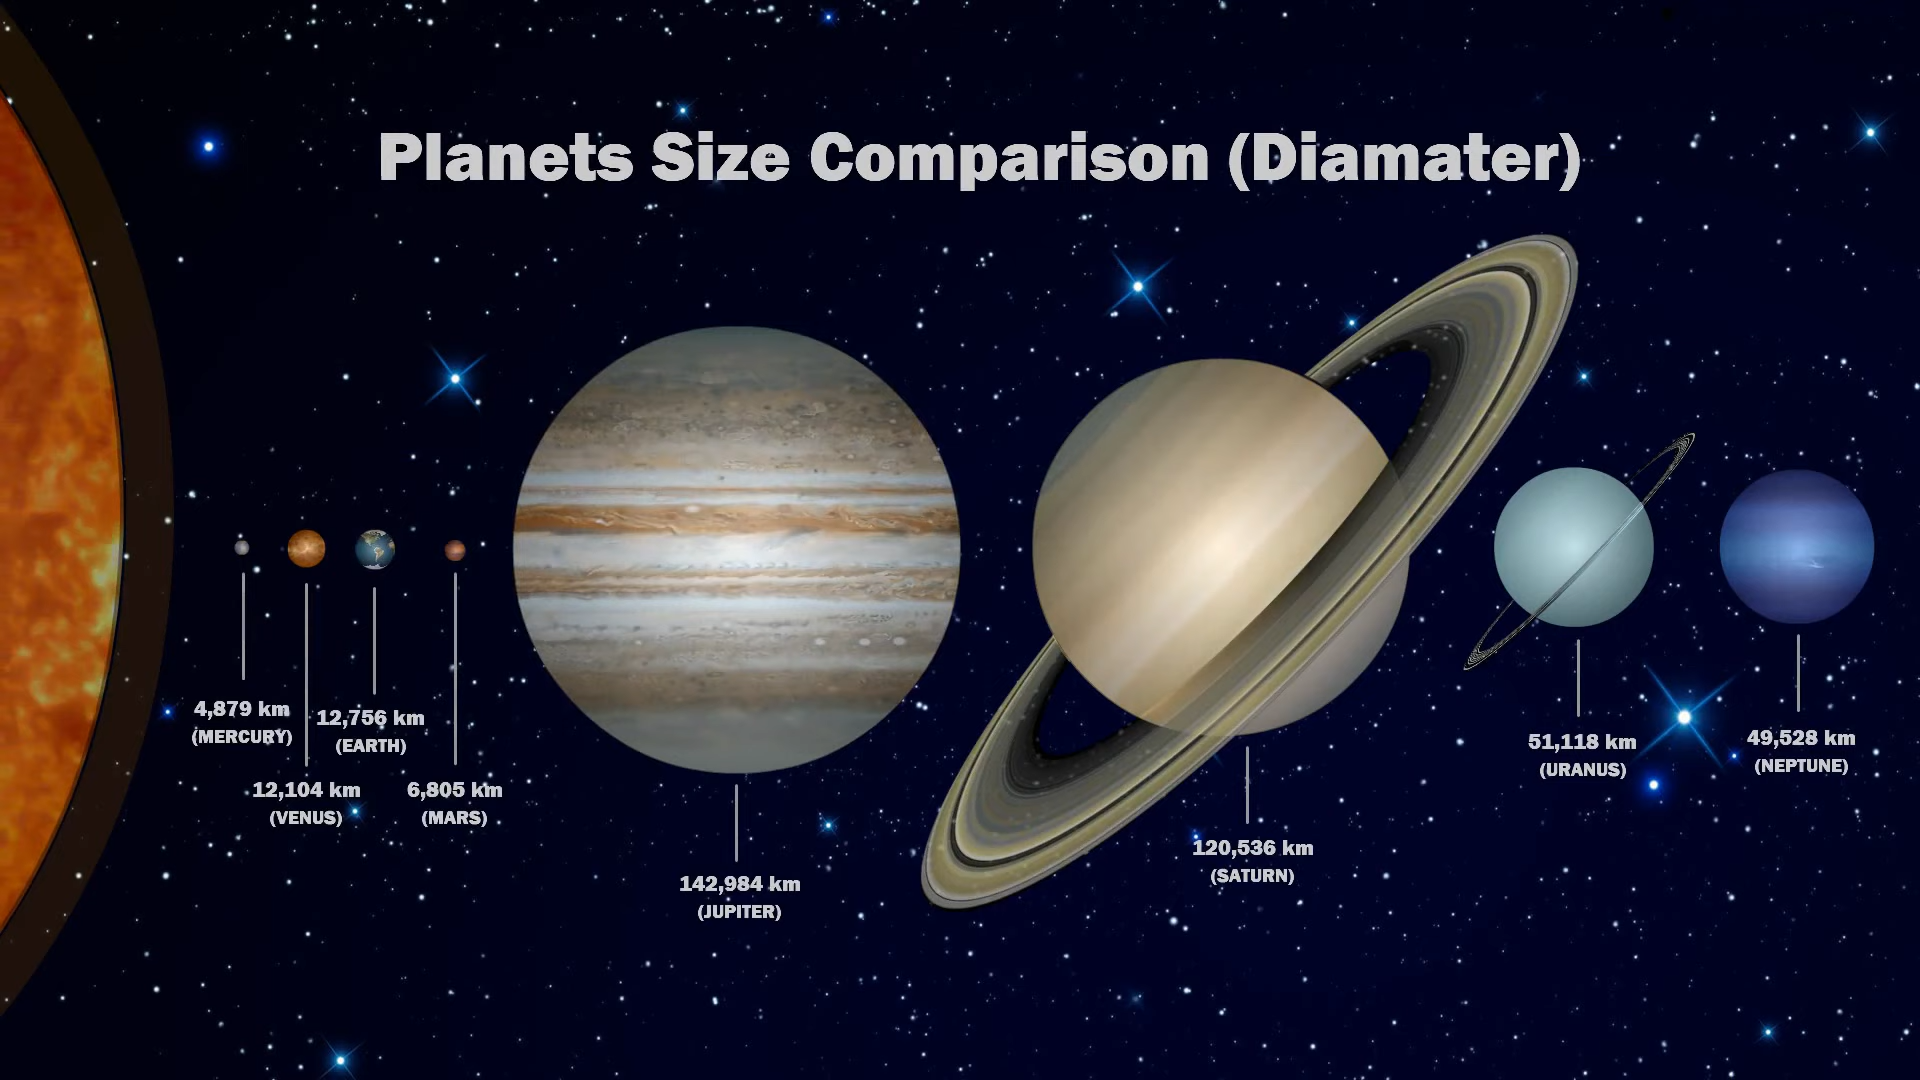 Planets Size Comparison (Diamater)
4,879 km
(MERCURY)
12,104 km
(VENUS)
12,756 km
(EARTH)
6,805 km
(MARS)
142,984 km
(JUPITER)
120,536 km
(SATURN)
51,118 km
(URANUS)
49,528 km
(NEPTUNE)